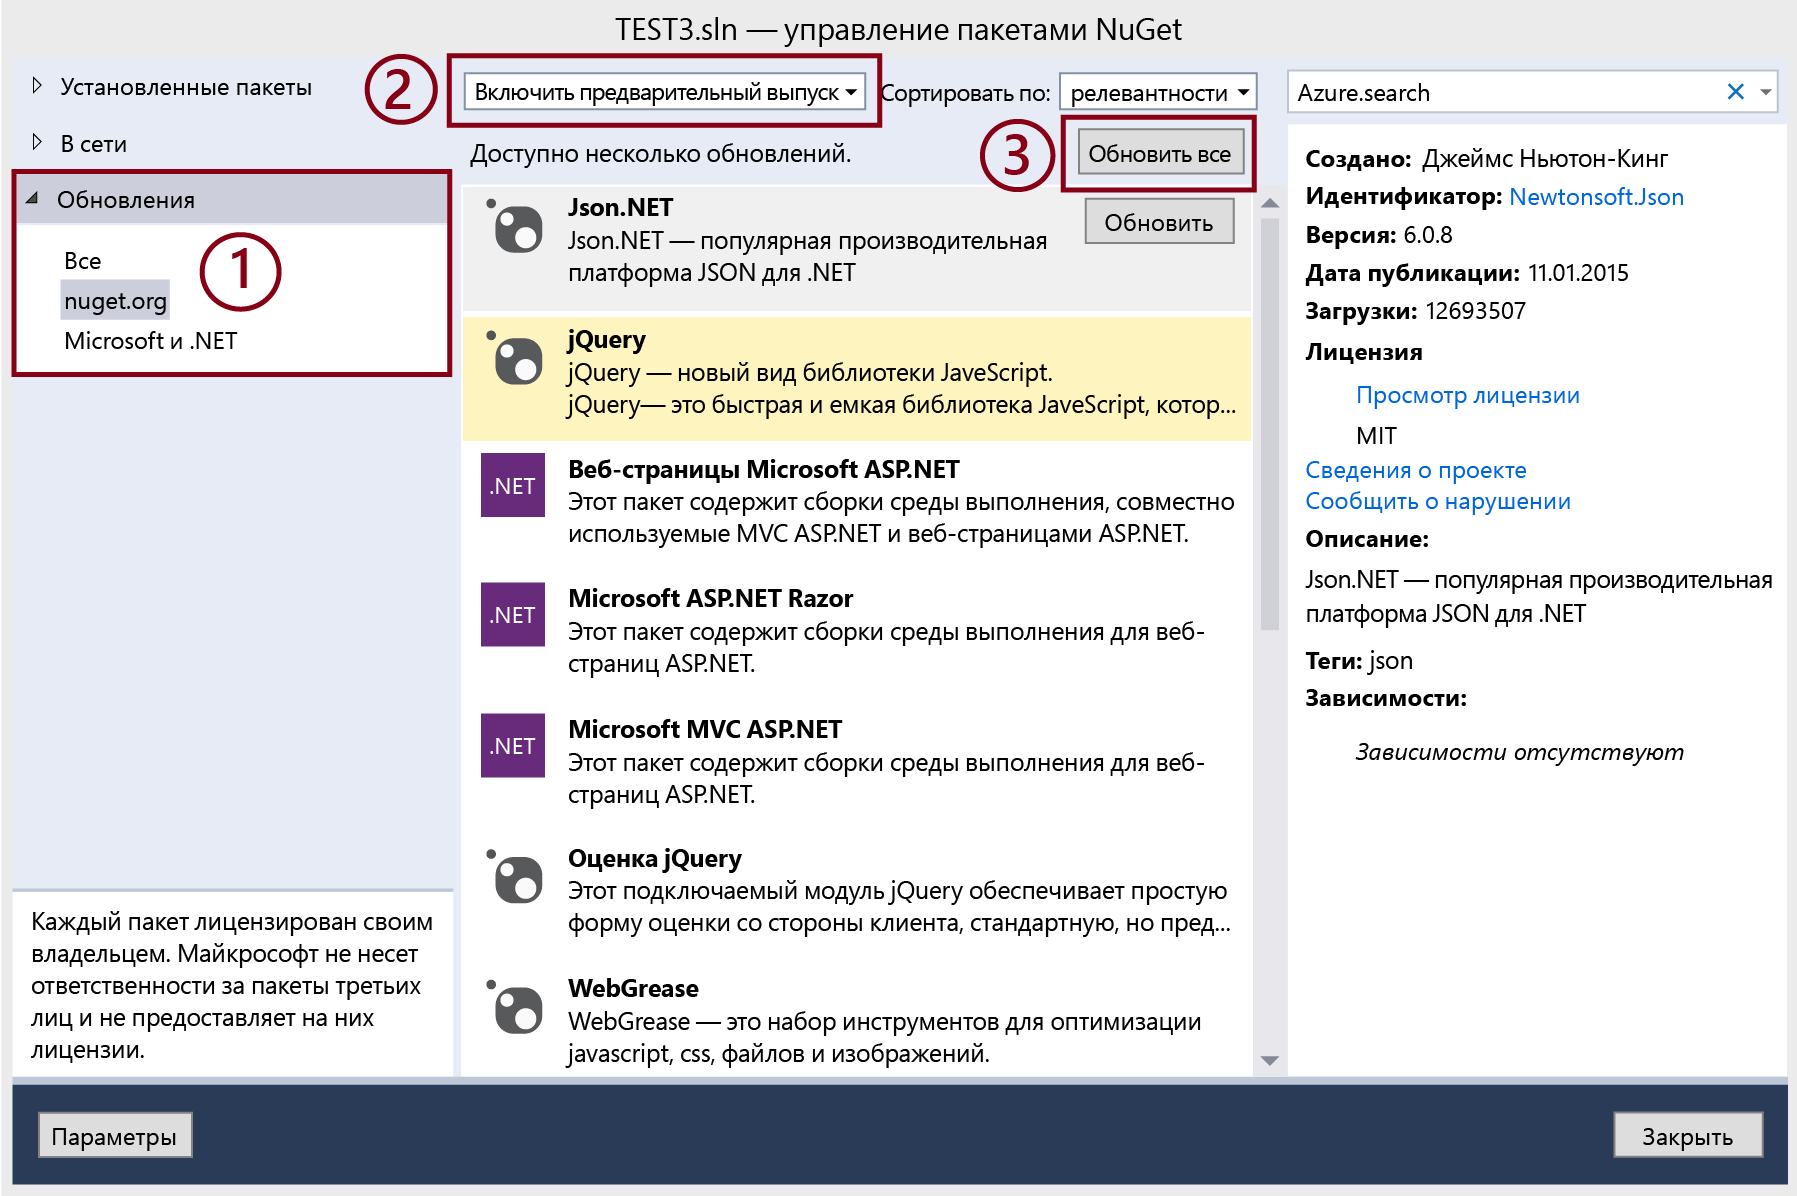 TEST3.sln — управление пакетами NuGet
Установленные пакеты
В сети
Обновления
Все
nuget.org
Microsoft и .NET
1
Каждый пакет лицензирован своим
владельцем. Майкрософт не несет
ответственности за пакеты третьих
лиц и не предоставляет на них
лицензии.
2
Включить предварительный выпуск
Сортировать по:
релевантности
Доступно несколько обновлений.
3
Обновить все
Json.NET
Json.NET — популярная производительная
платформа JSON для .NET
Обновить
jQuery
jQuery — новый вид библиотеки JaveScript.
jQuery— это быстрая и емкая библиотека JaveScript, котор...
.NET
Веб-страницы Microsoft ASP.NET
Этот пакет содержит сборки среды выполнения, совместно
используемые MVC ASP.NET и веб-страницами ASP.NET.
.NET
Microsoft ASP.NET Razor
Этот пакет содержит сборки среды выполнения для веб-
страниц ASP.NET.
.NET
Microsoft MVC ASP.NET
Этот пакет содержит сборки среды выполнения для веб-
страниц ASP.NET.
Оценка jQuery
Этот подключаемый модуль jQuery обеспечивает простую
форму оценки со стороны клиента, стандартную, но пред...
WebGrease
WebGrease — это набор инструментов для оптимизации
javascript, css, файлов и изображений.
Azure.search
Создано: Джеймс Ньютон-Кинг
Идентификатор: Newtonsoft.Json
Версия: 6.0.8
Дата публикации: 11.01.2015
Загрузки: 12693507
Лицензия
Просмотр лицензии
MIT
Сведения о проекте
Сообщить о нарушении
Описание:
Json.NET — популярная производительная
платформа JSON для .NET
Теги: json
Зависимости:
Зависимости отсутствуют
Параметры
Закрыть